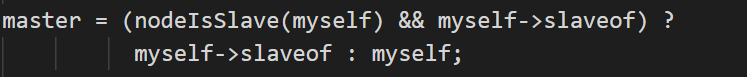 master = (nodeIsSlave(myself) && myself->slaveof) ?
myself->slaveof : myself;